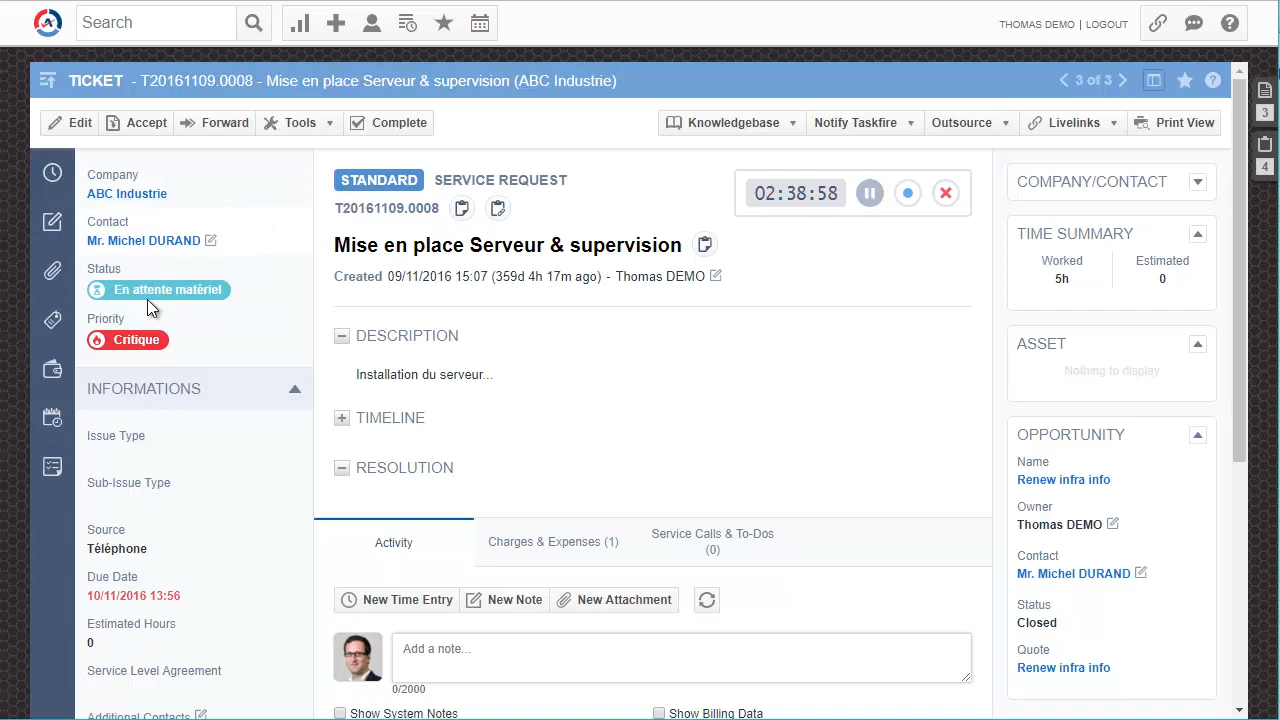 Search
THOMAS DEMO | LOGOUT
TICKET - T20161109.0008 - Mise en place Serveur & supervision (ABC Industrie)
3 of 3
Edit
Accept
Forward
Tools
Complete
Knowledgebase
Notify Taskfire
Outsource
Livelinks
Print View
3
4
Company
ABC Industrie
Contact
Mr. Michel DURAND
Status
En attente matériel
Priority
Critique
INFORMATIONS
Issue Type
Sub-Issue Type
Source
Téléphone
Due Date
10/11/2016 13:56
Estimated Hours
0
Service Level Agreement
Additional Contacts
STANDARD SERVICE REQUEST
T20161109.0008
02:38:58
Mise en place Serveur & supervision
Created 09/11/2016 15:07 (359d 4h 17m ago) - Thomas DEMO
DESCRIPTION
Installation du serveur...
TIMELINE
RESOLUTION
Activity
Charges & Expenses (1)
Service Calls & To-Dos
(0)
New Time Entry
New Note
New Attachment
Add a note...
0/2000
Show System Notes
Show Billing Data
COMPANY/CONTACT
TIME SUMMARY
Worked
5h
Estimated
0
ASSET
Nothing to display
OPPORTUNITY
Name
Renew infra info
Owner
Thomas DEMO
Contact
Mr. Michel DURAND
Status
Closed
Quote
Renew infra info